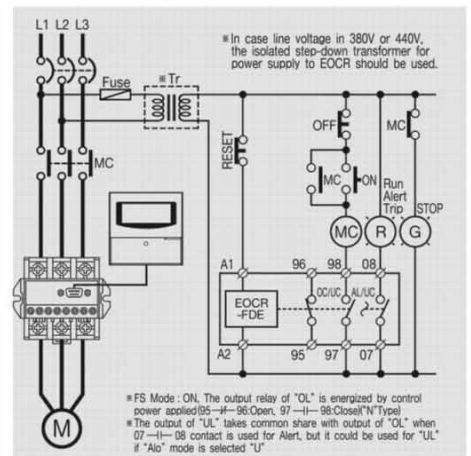 L1 L2 L3
※In case line voltage in 380V or 440V,
the isolated step-down transformer for
power supply to EOCR should be used.
Fuse
※Tr
RESET
OFF
MC
MC
MC
ON
Run
Alert
Trip
STOP
MC
R
G
A1
96
98
08
OC/UC
AL/UC
EOCR
-FDE
A2
95
97
07
M
※FS Mode : ON, The output relay of "OL" is energized by control
power applied(95 96:Open, 97 98:Close)("N"Type)
※The output of "UL" takes common share with output of "OL" when
07 08 contact is used for Alert, but it could be used for "UL"
if "Alo" mode is selected "U"